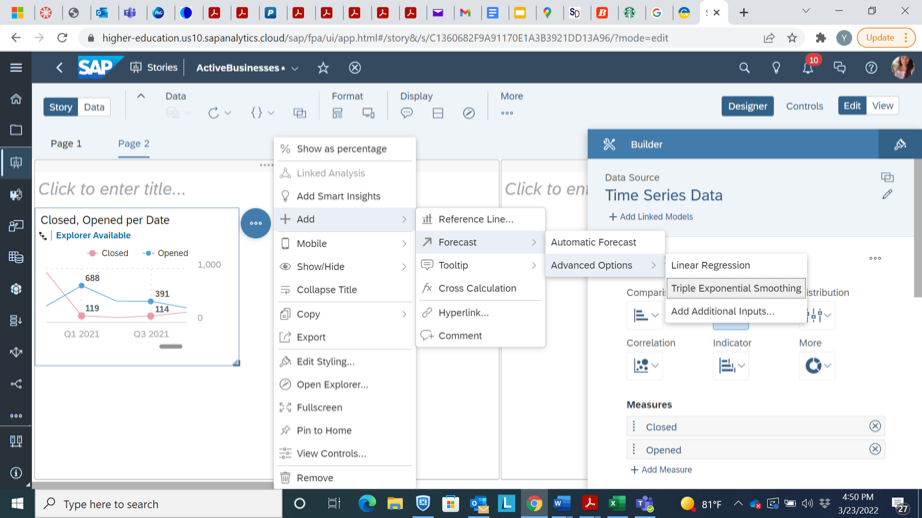 S
higher-education.us10.sapanalytics.cloud/sap/fpa/ui/app.html#/story&/s/C1360682F9A91170E1A3B3921DD13A96/?mode=edit
Y
Update
SAP
Stories
ActiveBusinesses*
10
Story
Data
Data
Format
Display
More
Designer
Controls
Edit
View
Page 1
Page 2
Click to enter title...
Click to en
Closed, Opened per Date
Explorer Available
Closed
Opened
1,000
688
391
119
114
0
Q1 2021
Q3 2021
Show as percentage
Linked Analysis
Add Smart Insights
Add
Mobile
Show/Hide
Collapse Title
Copy
Export
Edit Styling...
Open Explorer...
Fullscreen
Pin to Home
View Controls...
Remove
Reference Line...
Forecast
Tooltip
Cross Calculation
Hyperlink...
Comment
Automatic Forecast
Advanced Options
Linear Regression
Triple Exponential Smoothing
Add Additional Inputs...
Builder
Data Source
Time Series Data
+ Add Linked Models
Comparis
istribution
Correlation
Indicator
More
Measures
Closed
Opened
+ Add Measure
Type here to search
81°F
4:50 PM
3/23/2022
27